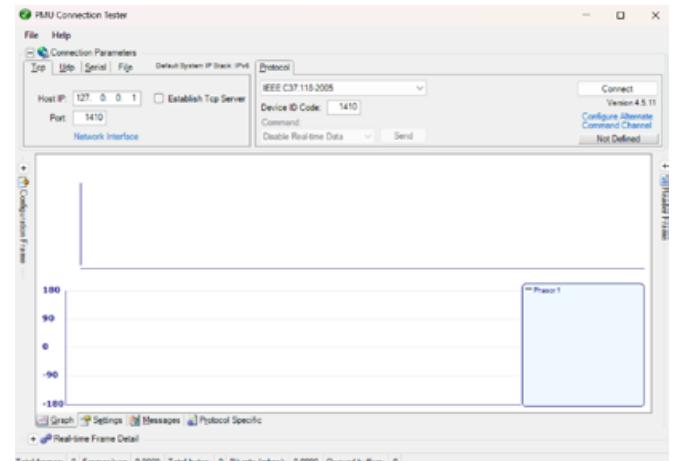 PMU Connection Tester
File Help
Connection Parameters
Tcp Udp Serial File Default System IP Stack: IPv6 Protocol
Host IP: 127. 0. 0. 1 Establish Tcp Server
Port: 1410
Network Interface
IEEE C37.118-2005
Device ID Code: 1410
Command:
Disable Real-time Data Send
Connect
Version 4.5.11
Configure Alternate
Command Channel
Not Defined
Configuration Frame
Header Frame
180
90
0
-90
-180
Phasor 1
Graph Settings Messages Protocol Specific
Real-time Frame Detail